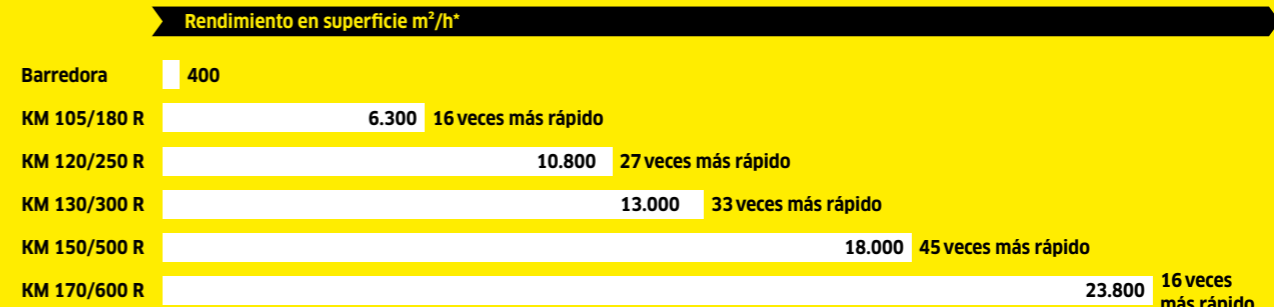 Rendimiento en superficie m²/h*
Barredora 400
KM 105/180 R 6.300 16 veces más rápido
KM 120/250 R 10.800 27 veces más rápido
KM 130/300 R 13.000 33 veces más rápido
KM 150/500 R 18.000 45 veces más rápido
KM 170/600 R 23.800 16 veces
más rápido